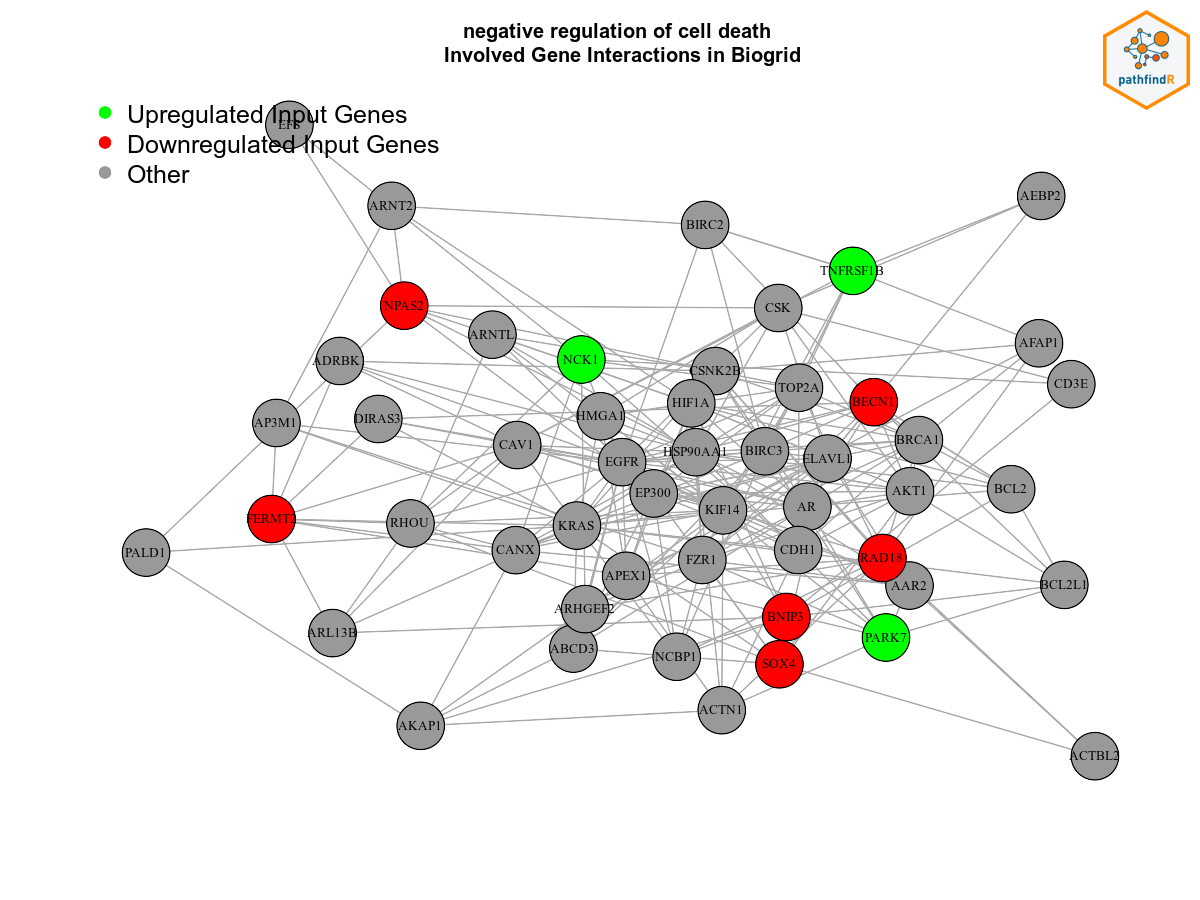 negative regulation of cell death
Involved Gene Interactions in Biogrid
pathfindR
Upregulated Input Genes
EFS
Downregulated Input Genes
Other
ARNT2
AEBP2
BIRC2
TNFRSF1B
NPAS2
CSK
ARNTL
AFAP1
NCK1
ADRBK
CSNK2B
CD3E
TOP2A
HIF1A
BECN1
HMGA1
DIRAS3
AP3M1
BRCA1
CAV1
HSP90AA1
BIRC3
ELAVL1
EGFR
BCL2
AKT1
EP300
AR
KIF14
FERMT2
RHOU
KRAS
PALD1
CANX
CDH1
RAD18
FZR1
APEX1
AAR2
BCL2L1
ARHGEF2
BNIP3
ARL13B
PARK7
ABCD3
NCBP1
SOX4
ACTN1
AKAP1
ACTBL2